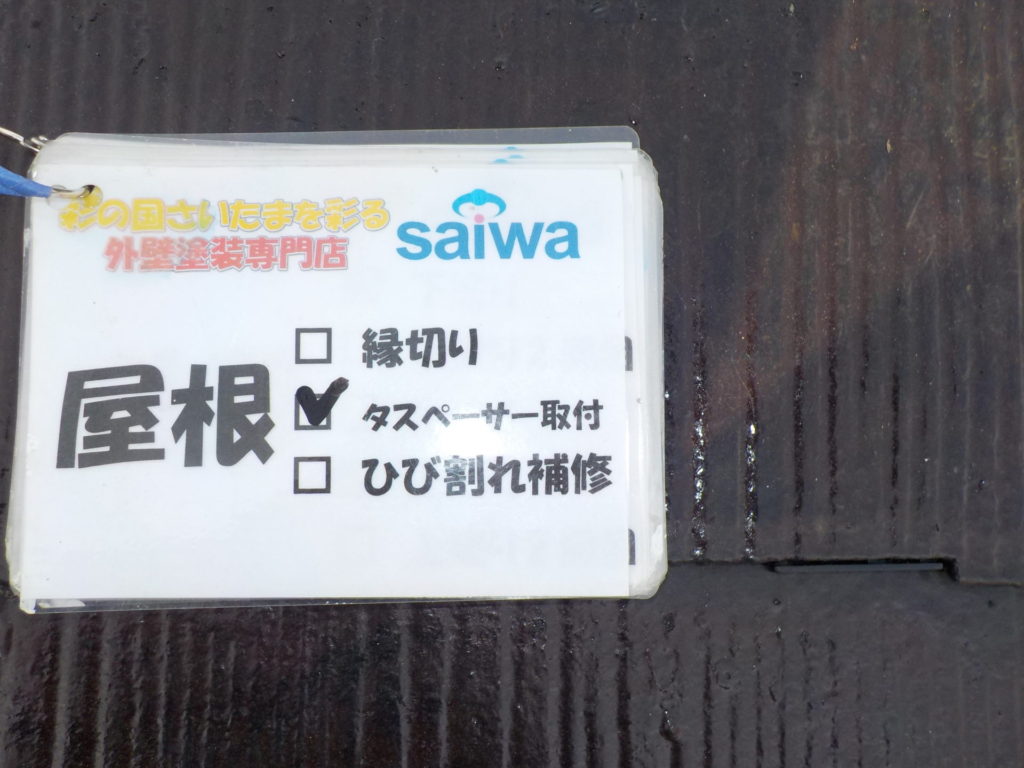 彩の国さいたまを彩る
外壁塗装専門店
saiwa
屋根
□ 縁切り
☑ タスペーサー取付
□ ひび割れ補修